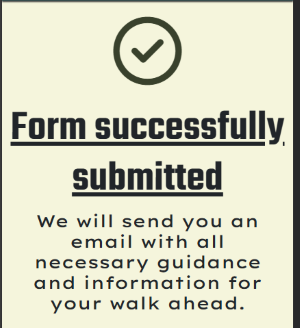 Form successfully
submitted
We will send you an
email with all
necessary guidance
and information for
your walk ahead.